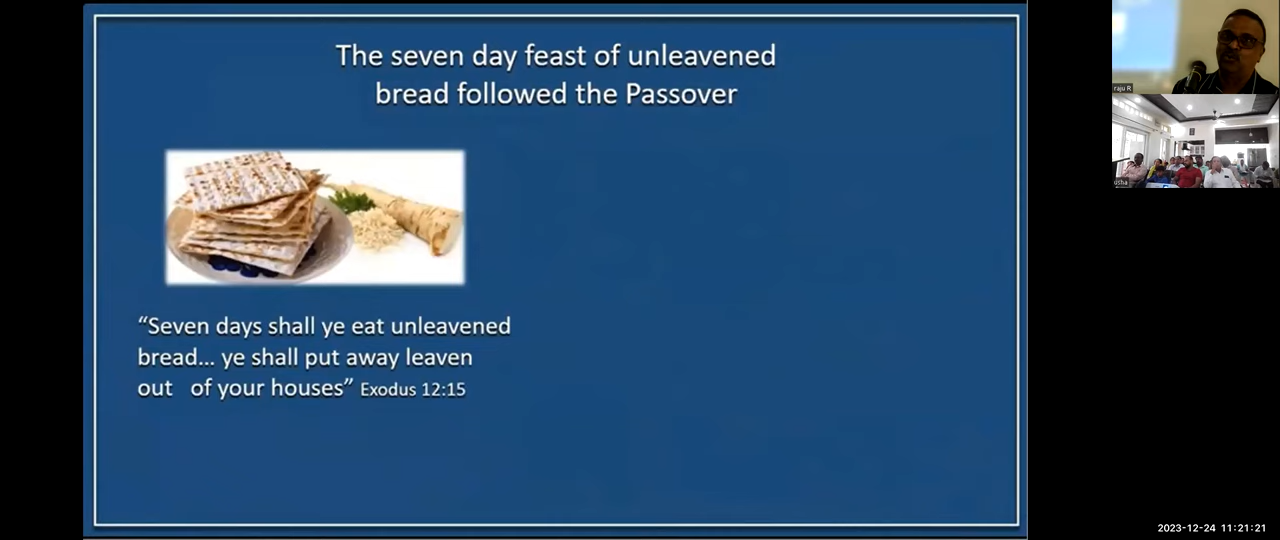 The seven day feast of unleavened
bread followed the Passover
“Seven days shall ye eat unleavened
bread... ye shall put away leaven
out of your houses” Exodus 12:15
raju R
usha
2023-12-24 11:21:21